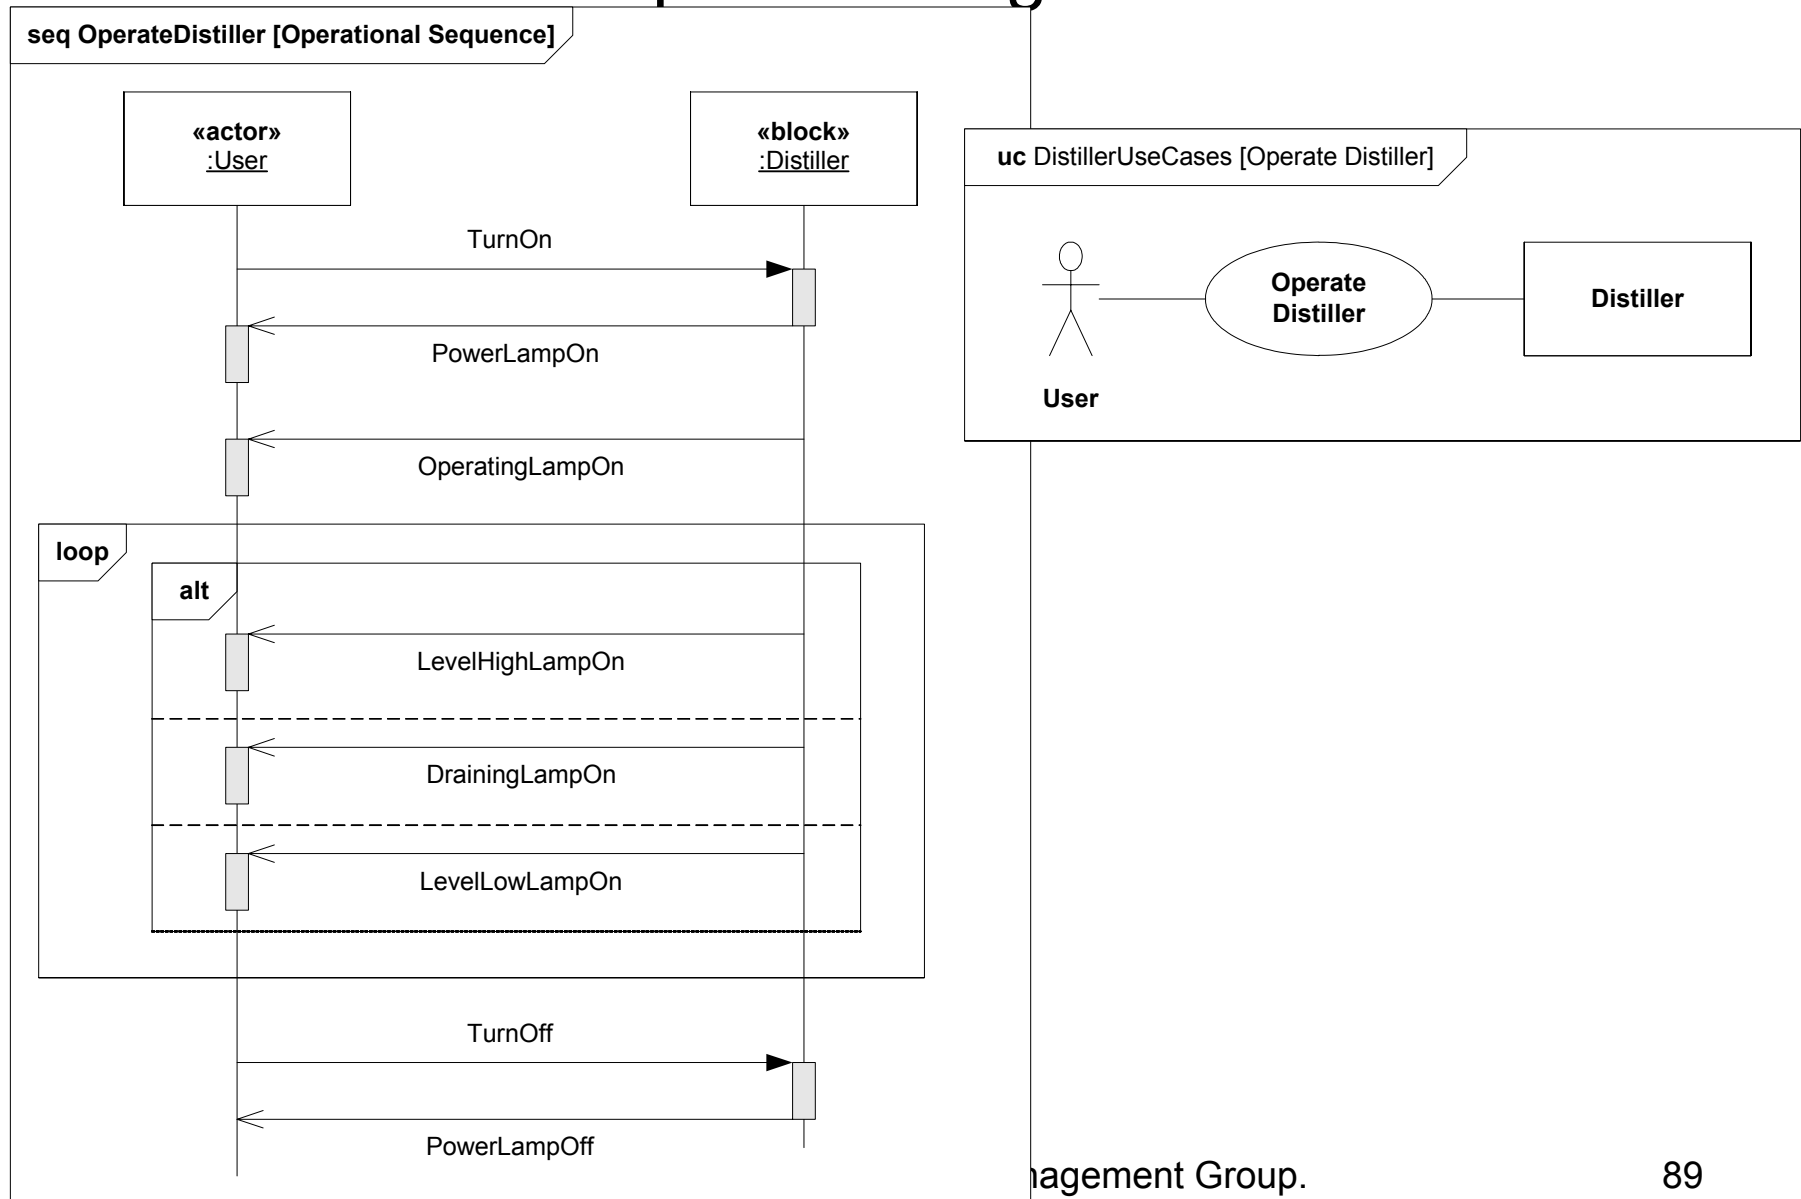 seq OperateDistiller [Operational Sequence]
«actor»
:User
«block»
:Distiller
TurnOn
PowerLampOn
OperatingLampOn
loop
alt
LevelHighLampOn
DrainingLampOn
LevelLowLampOn
TurnOff
PowerLampOff
uc DistillerUseCases [Operate Distiller]
Operate
Distiller
Distiller
User
Group.
89